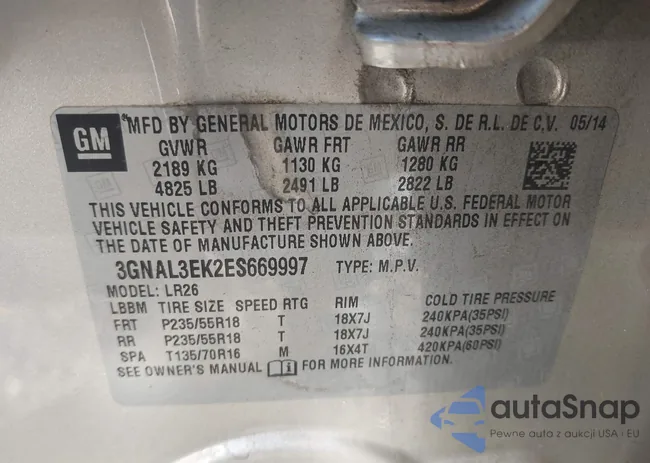 GM
*MFD BY GENERAL MOTORS DE MEXICO, S. DE R.L. DE C.V. 05/14
GVWR GAWR FRT GAWR RR
2189 KG 1130 KG 1280 KG
4825 LB 2491 LB 2822 LB
THIS VEHICLE CONFORMS TO ALL APPLICABLE U.S. FEDERAL MOTOR
VEHICLE SAFETY AND THEFT PREVENTION STANDARDS IN EFFECT ON
THE DATE OF MANUFACTURE SHOWN ABOVE.
3GNAL3EK2ES669997 TYPE: M.P.V.
MODEL: LR26
LBBM TIRE SIZE SPEED RTG RIM COLD TIRE PRESSURE
FRT P235/55R18 T 18X7J 240KPA(35PSI)
RR P235/55R18 T 18X7J 240KPA(35PSI)
SPA T135/70R16 M 16X4T 420KPA(60PSI)
SEE OWNER'S MANUAL FOR MORE INFORMATION.
autaSnap
Pewne auta z aukcji USA i EU